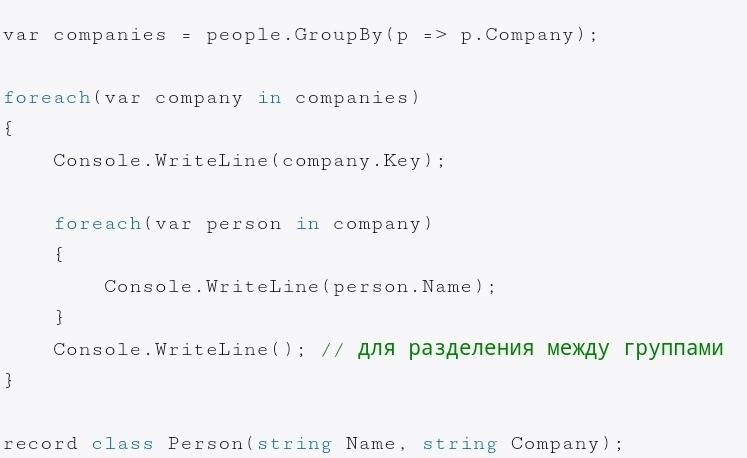 var companies = people.GroupBy(p => p.Company);
foreach(var company in companies)
{
    Console.WriteLine(company.Key);
    foreach(var person in company)
    {
        Console.WriteLine(person.Name);
    }
    Console.WriteLine(); // для разделения между группами
}
record class Person(string Name, string Company);